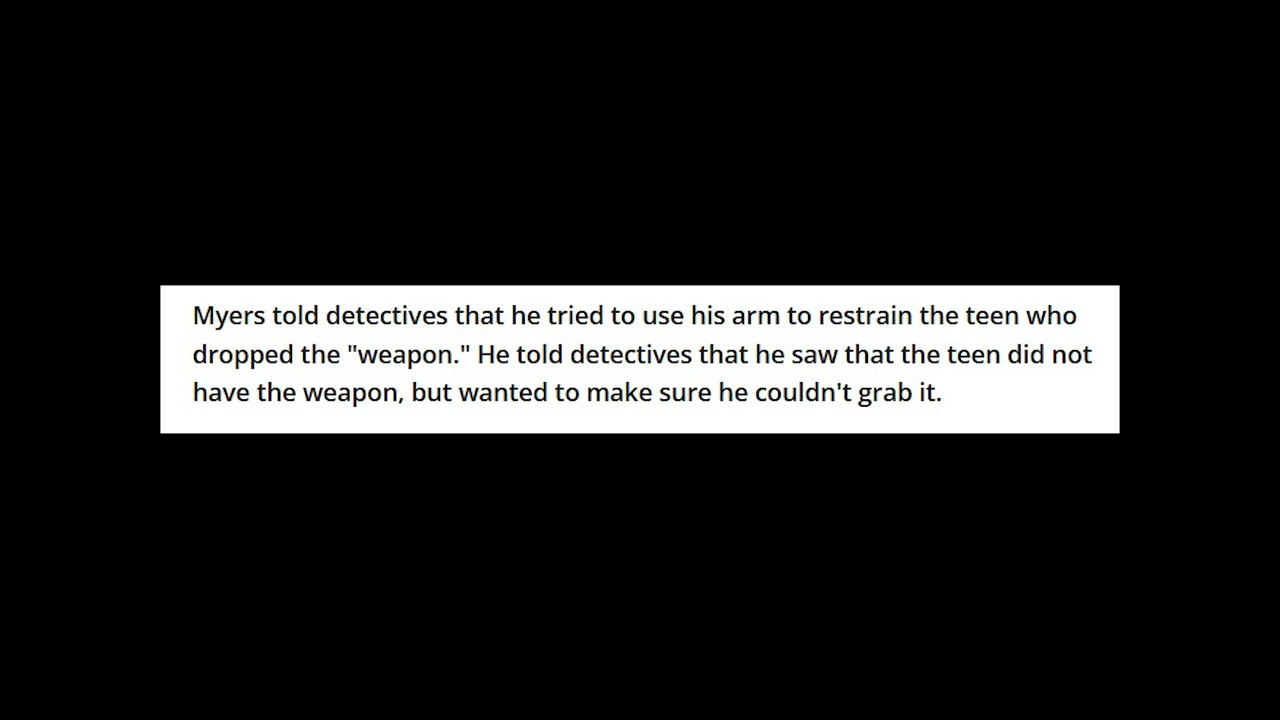 Myers told detectives that he tried to use his arm to restrain the teen who
dropped the "weapon." He told detectives that he saw that the teen did not
have the weapon, but wanted to make sure he couldn't grab it.